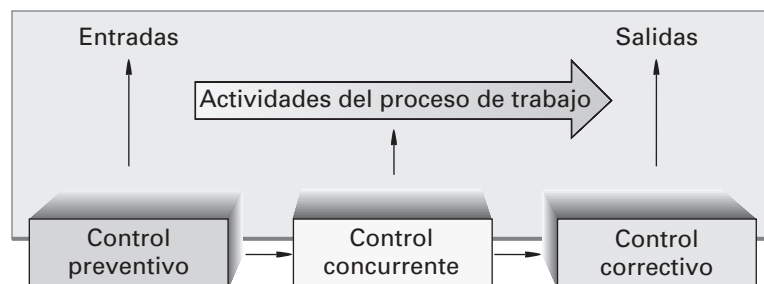 Entradas
Salidas
Actividades del proceso de trabajo
Control
preventivo
Control
concurrente
Control
correctivo